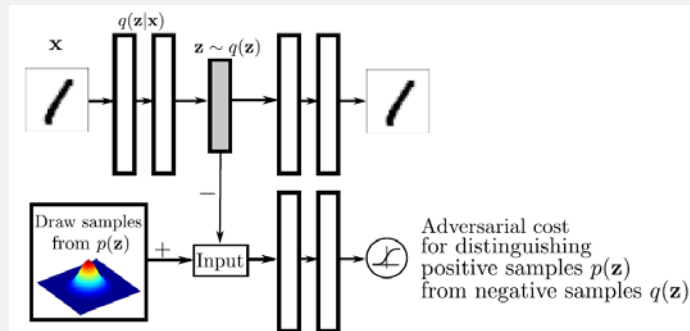 q(z|x)
x
z ∼ q(z)
−
Draw samples
from p(z)
+
Input
Adversarial cost
for distinguishing
positive samples p(z)
from negative samples q(z)